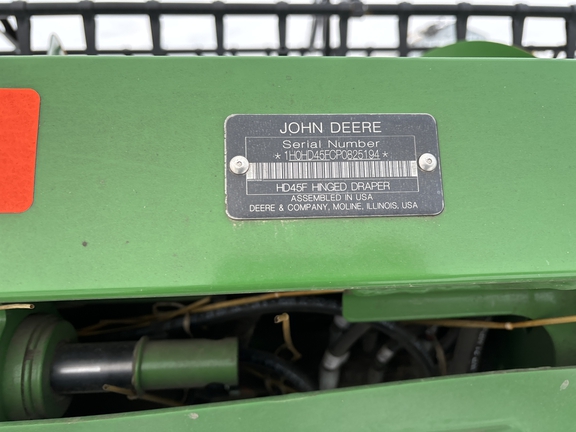 JOHN DEERE
Serial Number
*1H0HD45FCP0825194*
HD45F HINGED DRAPER
ASSEMBLED IN USA
DEERE & COMPANY, MOLINE, ILLINOIS, USA